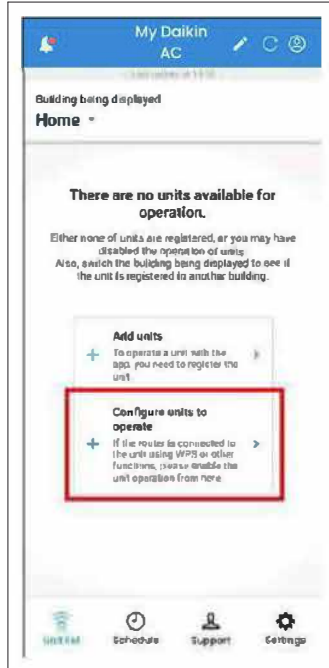 My Daikin
AC
Building being displayed
Home
There are no units available for
operation.
Either none of units are registered, or you may have
disabled the operation of units.
Also, switch the building being displayed to see if
the unit is registered in another building.
Add units
To operate a unit with the
app, you need to register the
unit.
Configure units to
operate
If the router is connected to
the unit using WPS or other
functions, please enable the
unit operation from here
Unit list
Schedule
Support
Settings